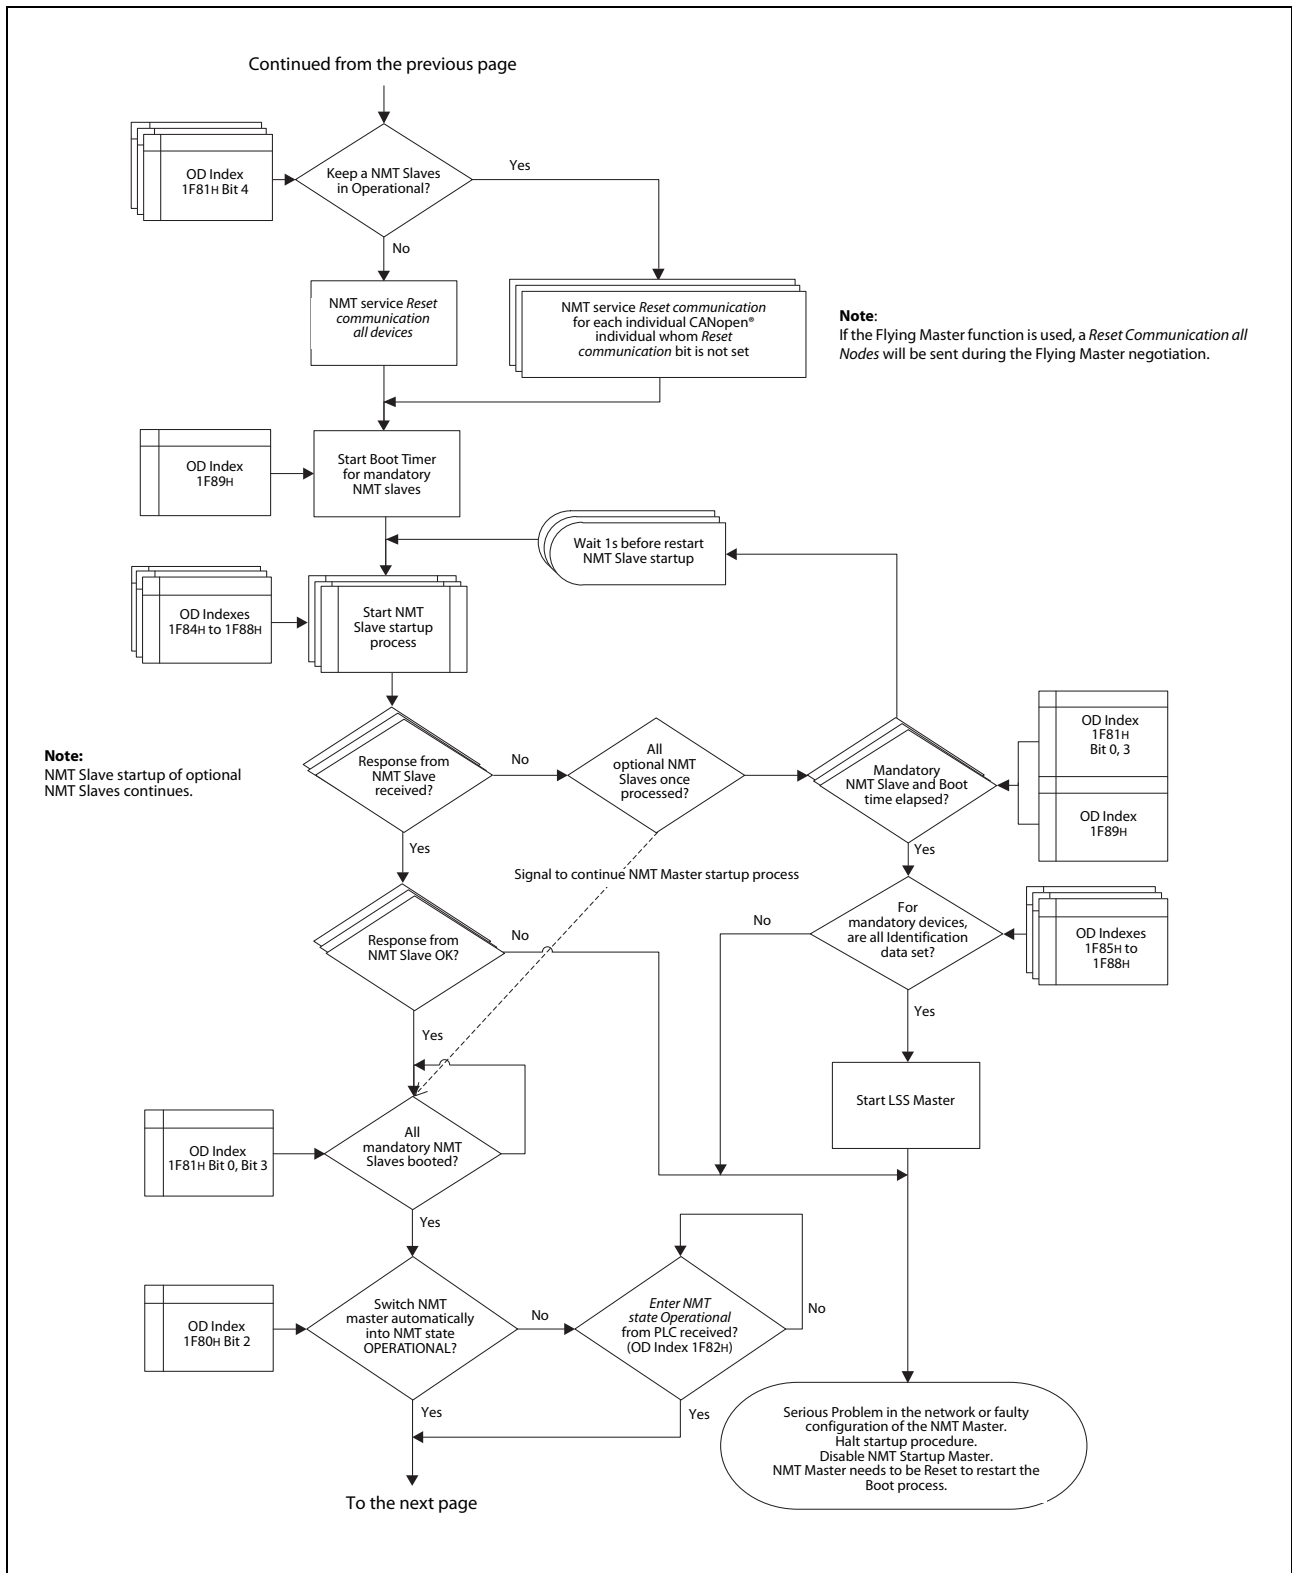 Continued from the previous page
OD Index
1F81H Bit 4
Keep a NMT Slaves
in Operational?
Yes
No
NMT service Reset
communication
all devices
NMT service Reset communication
for each individual CANopen®
individual whom Reset
communication bit is not set
Note:
If the Flying Master function is used, a Reset Communication all
Nodes will be sent during the Flying Master negotiation.
OD Index
1F89H
Start Boot Timer
for mandatory
NMT slaves
Wait 1s before restart
NMT Slave startup
OD Indexes
1F84H to 1F88H
Start NMT
Slave startup
process
Note:
NMT Slave startup of optional
NMT Slaves continues.
Response from
NMT Slave
received?
No
All
optional NMT
Slaves once
processed?
Mandatory
NMT Slave and Boot
time elapsed?
OD Index
1F81H
Bit 0, 3
OD Index
1F89H
Yes
Yes
Signal to continue NMT Master startup process
Response from
NMT Slave OK?
No
No
For
mandatory devices,
are all Identification
data set?
OD Indexes
1F85H to
1F88H
Yes
Yes
Start LSS Master
OD Index
1F81H Bit 0, Bit 3
All
mandatory NMT
Slaves booted?
Yes
OD Index
1F80H Bit 2
Switch NMT
master automatically
into NMT state
OPERATIONAL?
No
Enter NMT
state Operational
from PLC received?
(OD Index 1F82H)
No
Yes
Yes
Serious Problem in the network or faulty
configuration of the NMT Master.
Halt startup procedure.
Disable NMT Startup Master.
NMT Master needs to be Reset to restart the
Boot process.
To the next page